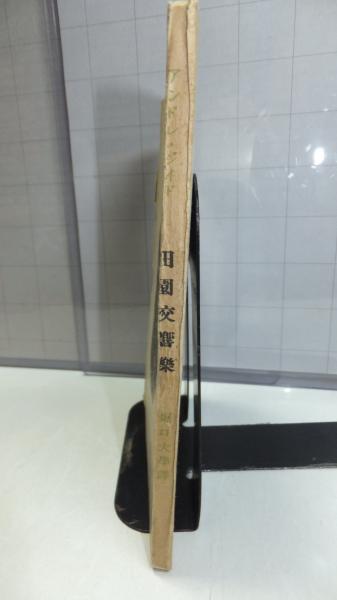 アンドレ・ジイド
田園交響樂
堀口大學譯